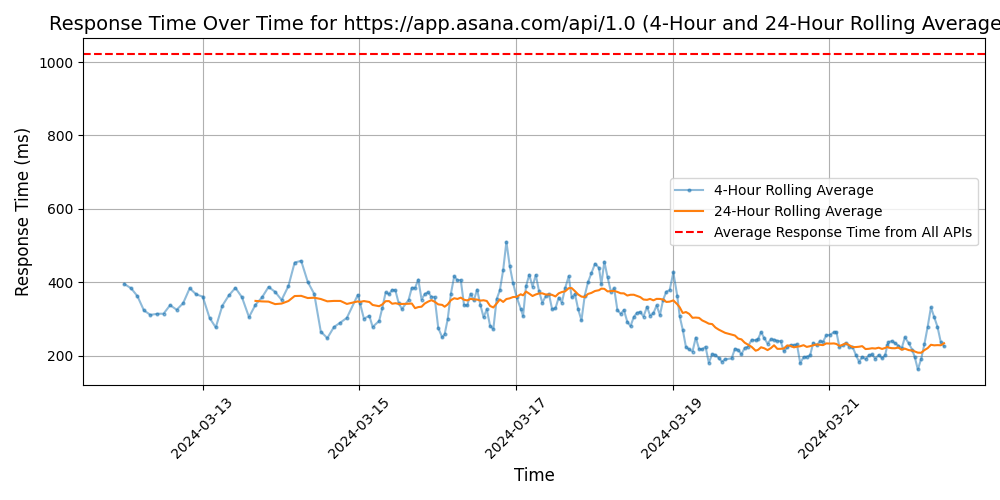 Response Time Over Time for https://app.asana.com/api/1.0 (4-Hour and 24-Hour Rolling Average
Response Time (ms)
1000
800
600
400
200
4-Hour Rolling Average
24-Hour Rolling Average
Average Response Time from All APIs
2024-03-13
2024-03-15
2024-03-17
2024-03-19
2024-03-21
Time